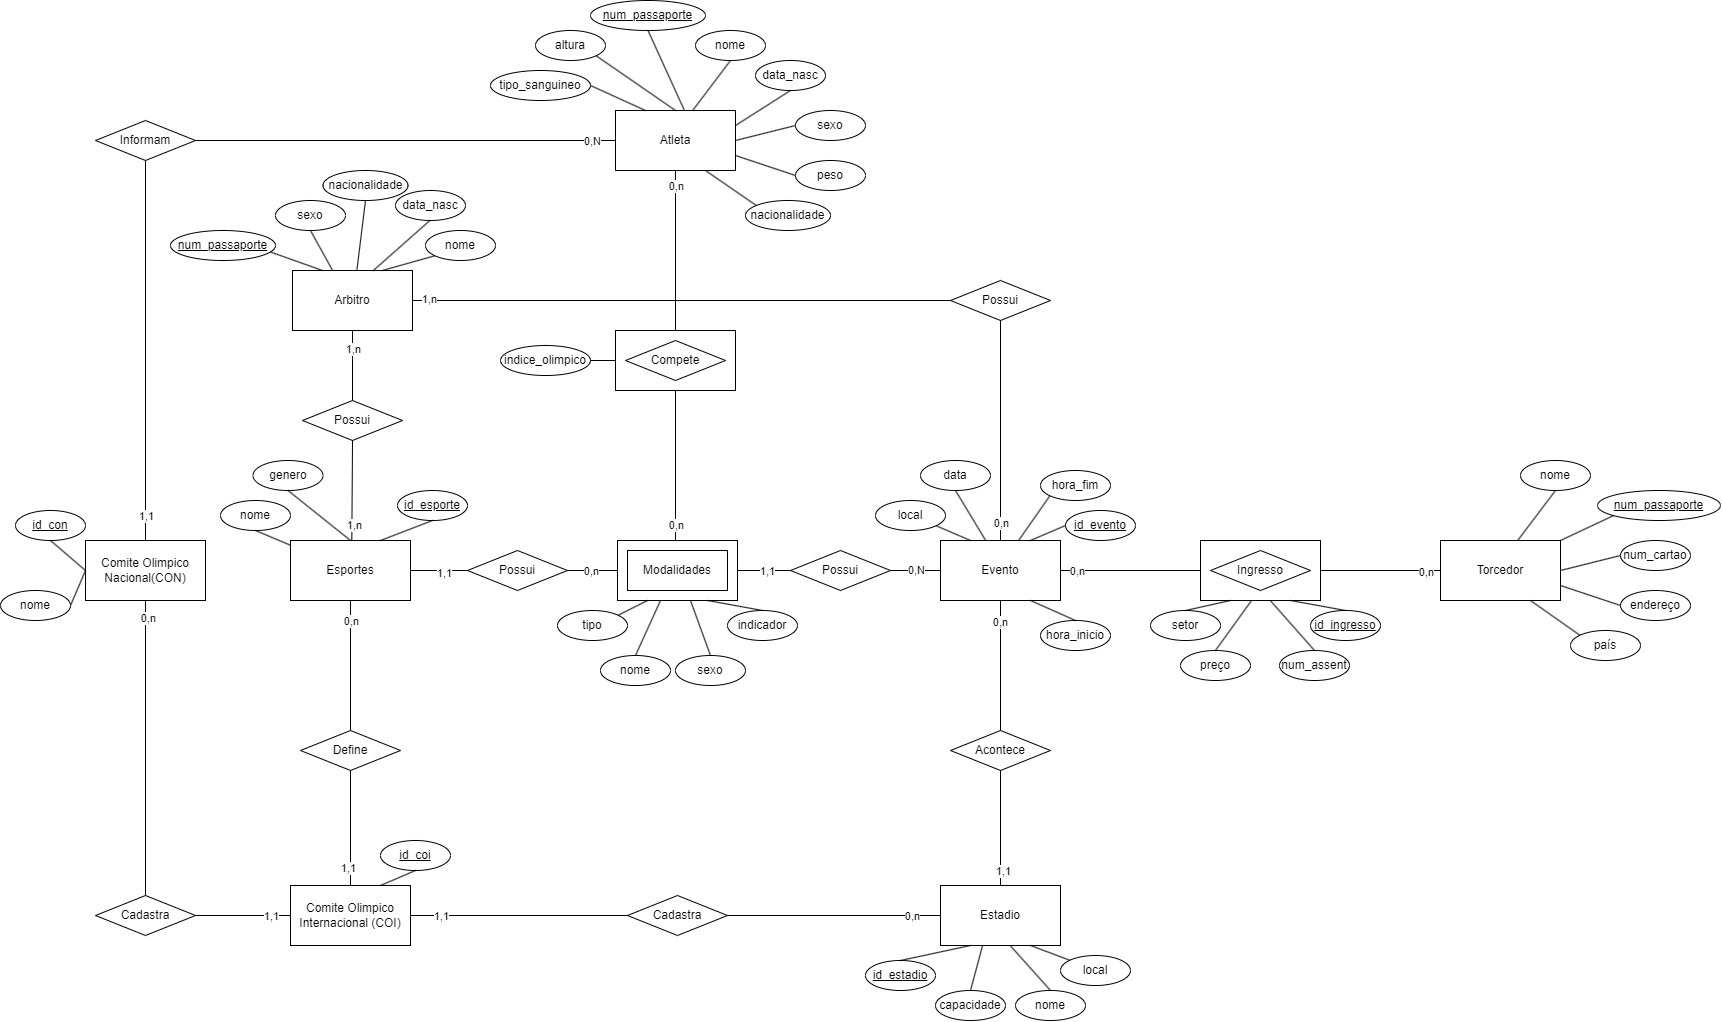 num_passaporte
altura
nome
tipo_sanguineo
data_nasc
sexo
peso
nacionalidade
Informam
0,N
Atleta
0,n
nacionalidade
sexo
data_nasc
num_passaporte
nome
Arbitro
1,n
Possui
1,n
indice_olimpico
Compete
Possui
genero
nome
id_esporte
1,n
1,1
id_con
nome
Comite Olimpico
Nacional(CON)
0,n
Esportes
1,1
Possui
0,n
0,n
Modalidades
1,1
Possui
0,N
tipo
nome
sexo
indicador
data
hora_fim
local
id_evento
0,n
Evento
0,n
hora_inicio
0,n
Ingresso
0,n
setor
preço
num_assent
id_ingresso
nome
num_passaporte
num_cartao
Torcedor
endereço
país
0,n
Define
Acontece
1,1
1,1
id_coi
Cadastra
1,1
Comite Olimpico
Internacional (COI)
1,1
Cadastra
0,n
Estadio
id_estadio
capacidade
nome
local